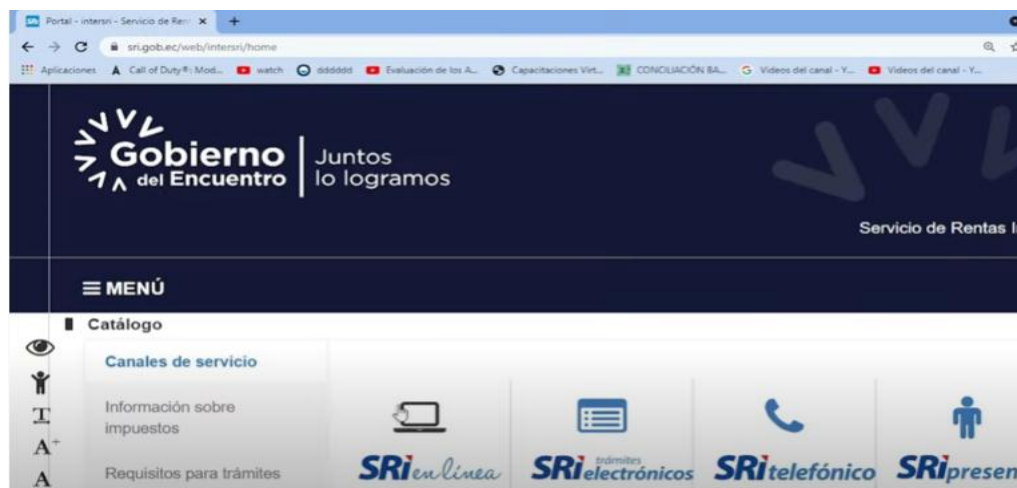 Portal - intersri - Servicio de Ren
sri.gob.ec/web/intersri/home
Aplicaciones
Call of Duty®: Mod...
watch
dddddd
Evaluación de los A...
Capacitaciones Virt...
CONCILIACIÓN BA...
Videos del canal - Y...
Videos del canal - Y...
Gobierno
del Encuentro
Juntos
lo logramos
Servicio de Rentas I
MENÚ
Catálogo
Canales de servicio
Información sobre
impuestos
Requisitos para trámites
T
A+
A
SRi en línea
SRi trámites electrónicos
SRi telefónico
SRi presen